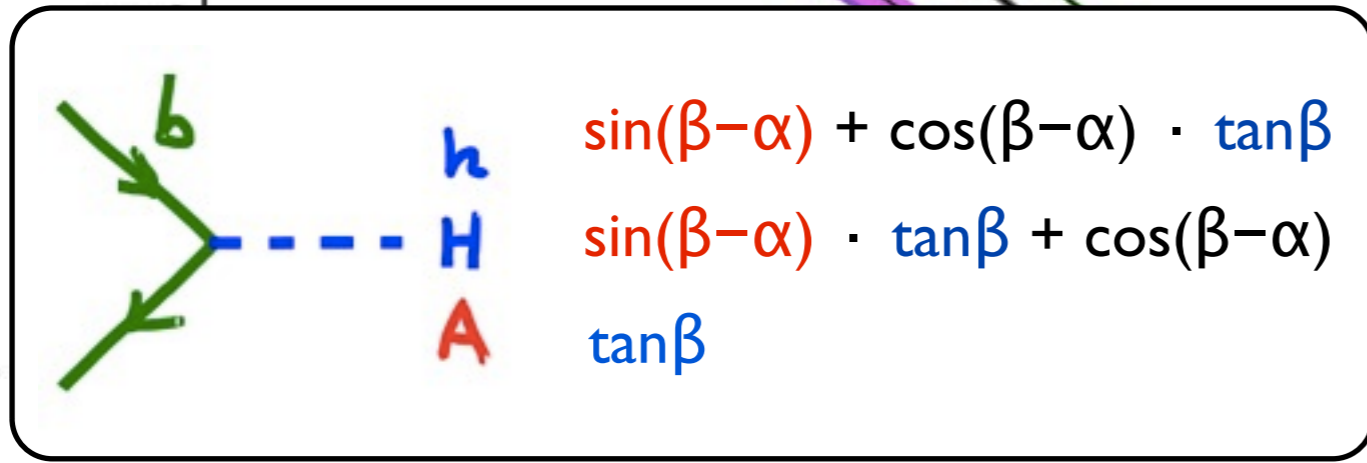 b
h sin(β−α) + cos(β−α) · tanβ
H sin(β−α) · tanβ + cos(β−α)
A tanβ